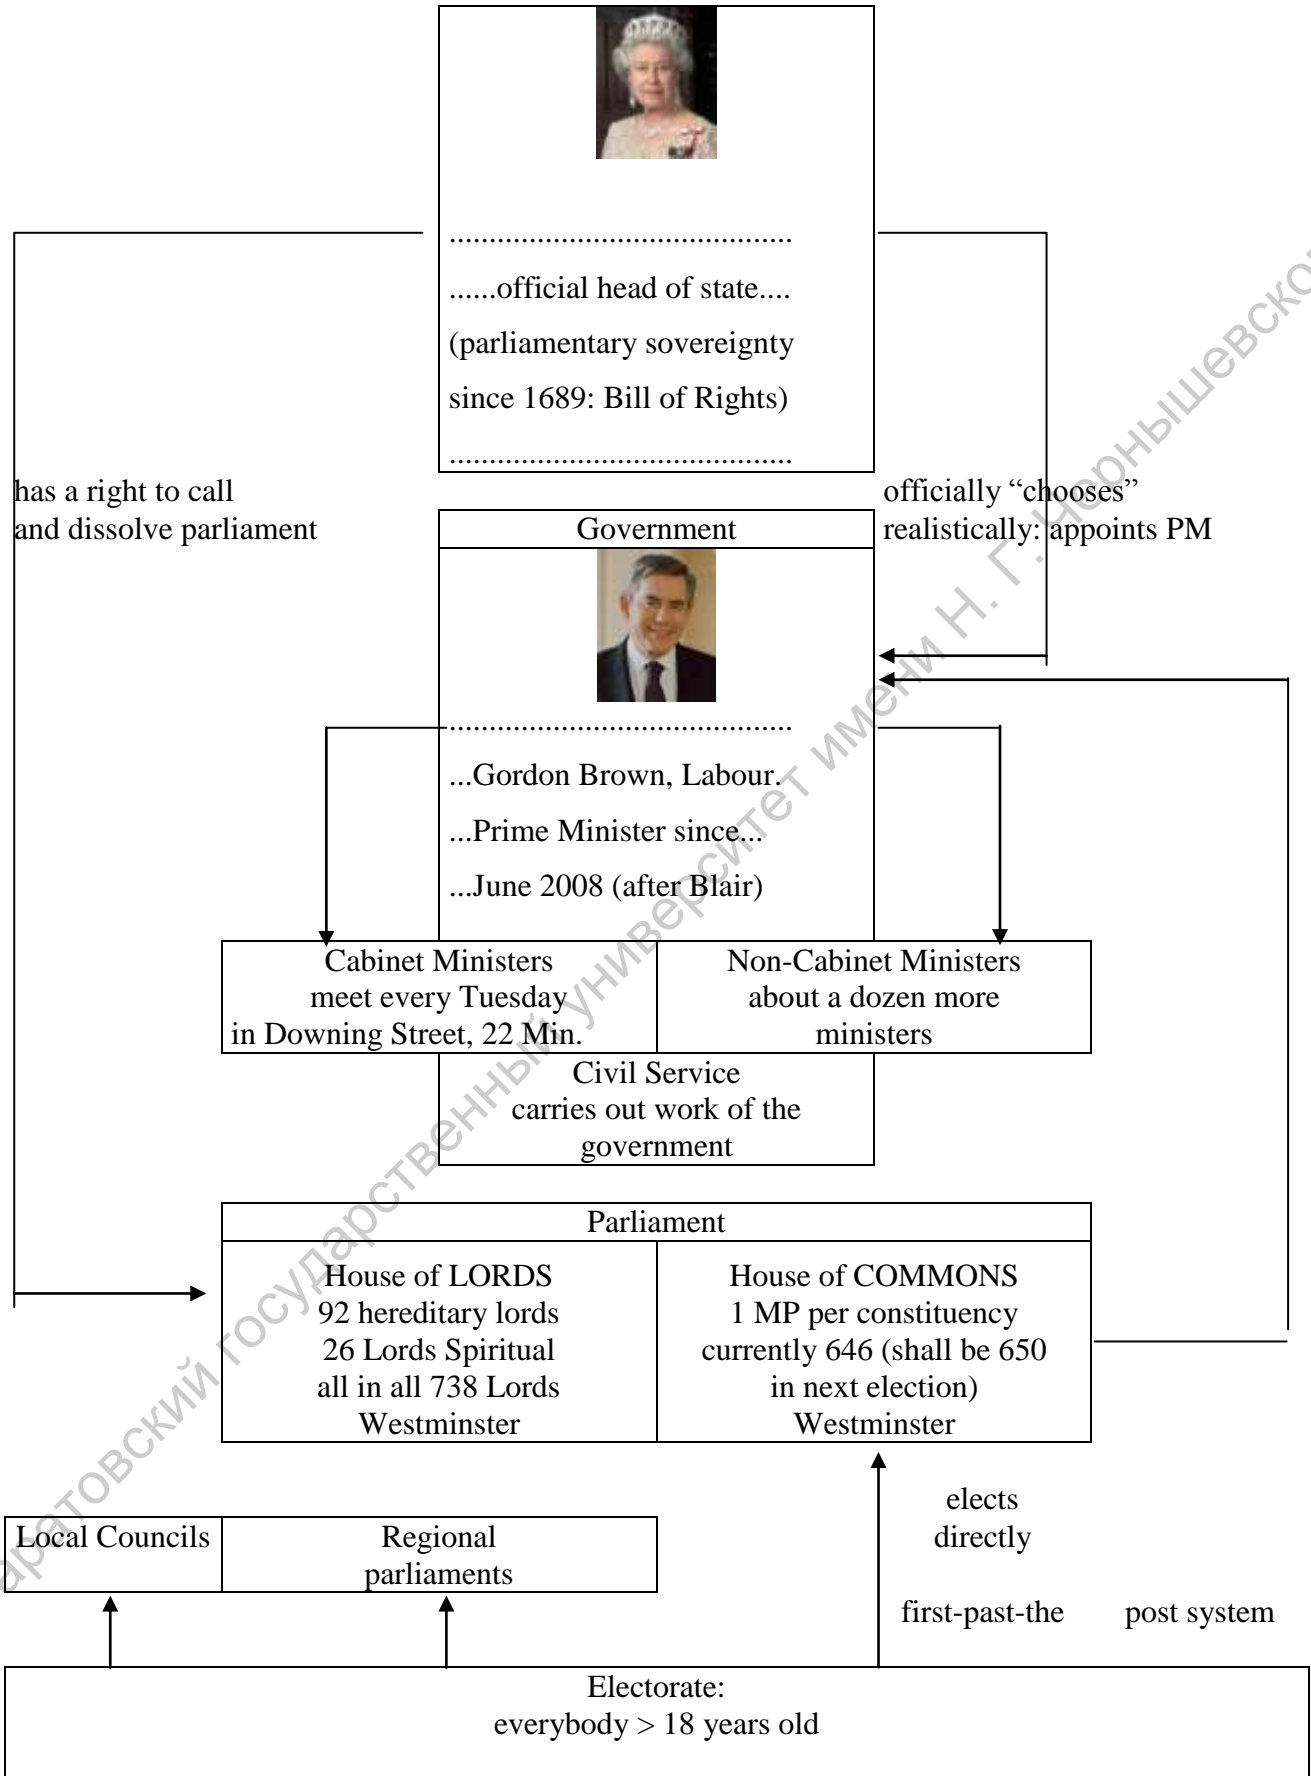 ..........................................
......official head of state....
(parliamentary sovereignty
since 1689: Bill of Rights)
..........................................
has a right to call
and dissolve parliament
officially “chooses”
realistically: appoints PM
Government
..........................................
...Gordon Brown, Labour.
...Prime Minister since...
...June 2008 (after Blair)
Cabinet Ministers
meet every Tuesday
in Downing Street, 22 Min.
Non-Cabinet Ministers
about a dozen more
ministers
Civil Service
carries out work of the
government
Parliament
House of LORDS
92 hereditary lords
26 Lords Spiritual
all in all 738 Lords
Westminster
House of COMMONS
1 MP per constituency
currently 646 (shall be 650
in next election)
Westminster
elects
directly
Local Councils
Regional
parliaments
first-past-the post system
Electorate:
everybody > 18 years old
государственный университет имени Н. Г.